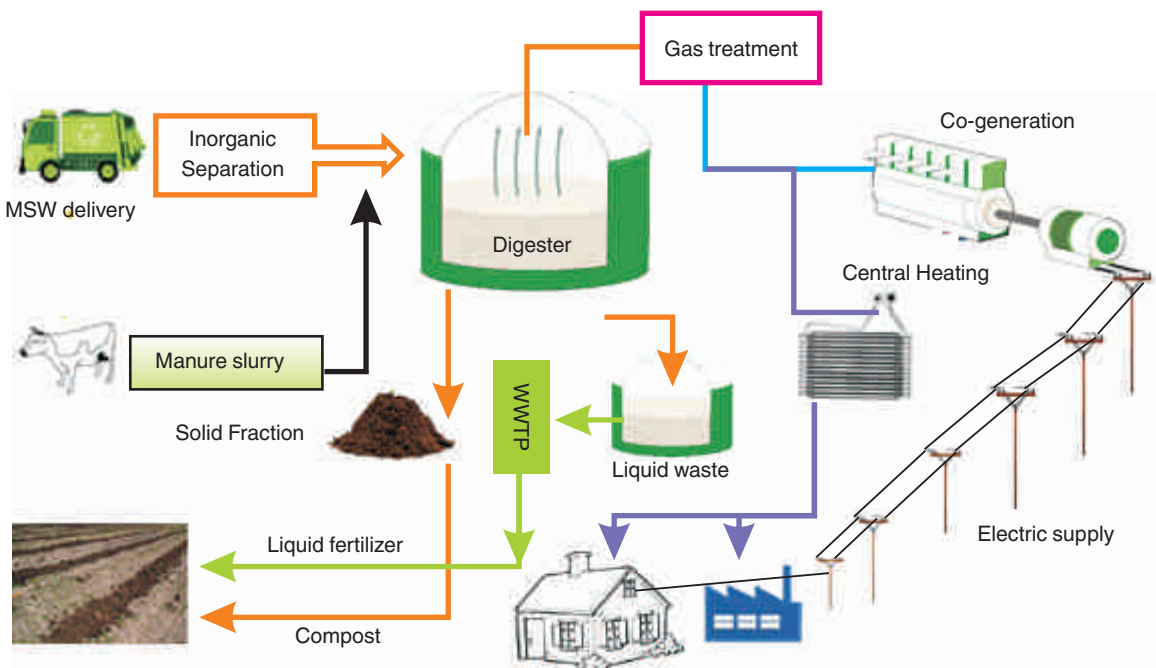 Gas treatment
Inorganic
Separation
Co-generation
MSW delivery
Digester
Central Heating
Manure slurry
WWTP
Solid Fraction
Liquid waste
Electric supply
Liquid fertilizer
Compost